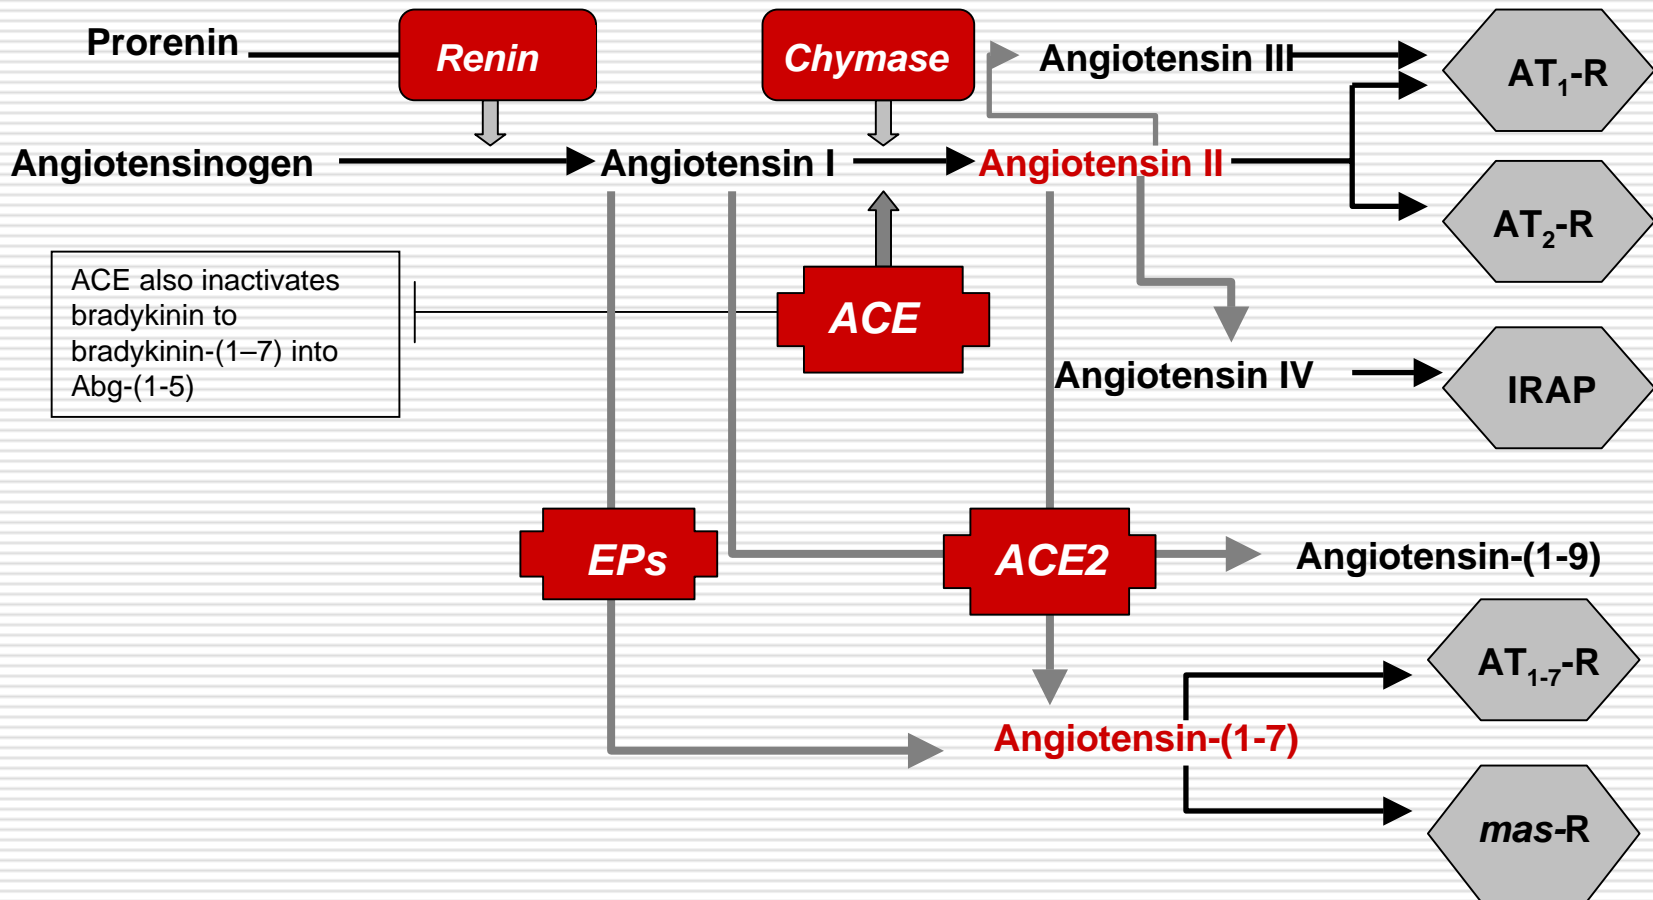 Prorenin
Renin
Chymase
Angiotensin III
AT1-R
Angiotensinogen
Angiotensin I
Angiotensin II
AT2-R
ACE also inactivates
bradykinin to
bradykinin-(1–7) into
Abg-(1-5)
ACE
Angiotensin IV
IRAP
EPs
ACE2
Angiotensin-(1-9)
AT1-7-R
Angiotensin-(1-7)
mas-R